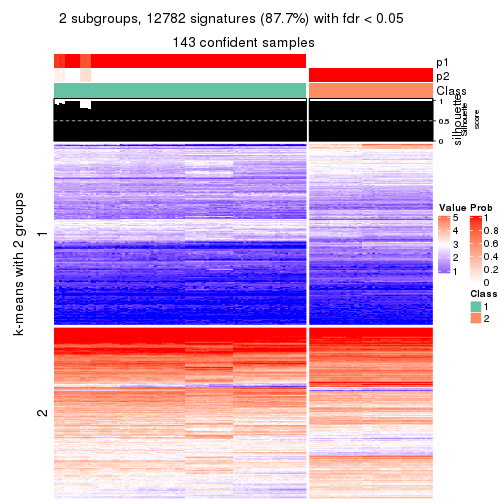 2 subgroups, 12782 signatures (87.7%) with fdr < 0.05
143 confident samples
p1
p2
Class
1
0.5
0
silhouette
Silhouette
score
k-means with 2 groups
1
2
Value
5
4
3
2
1
Prob
1
0.8
0.6
0.4
0.2
0
Class
1
2